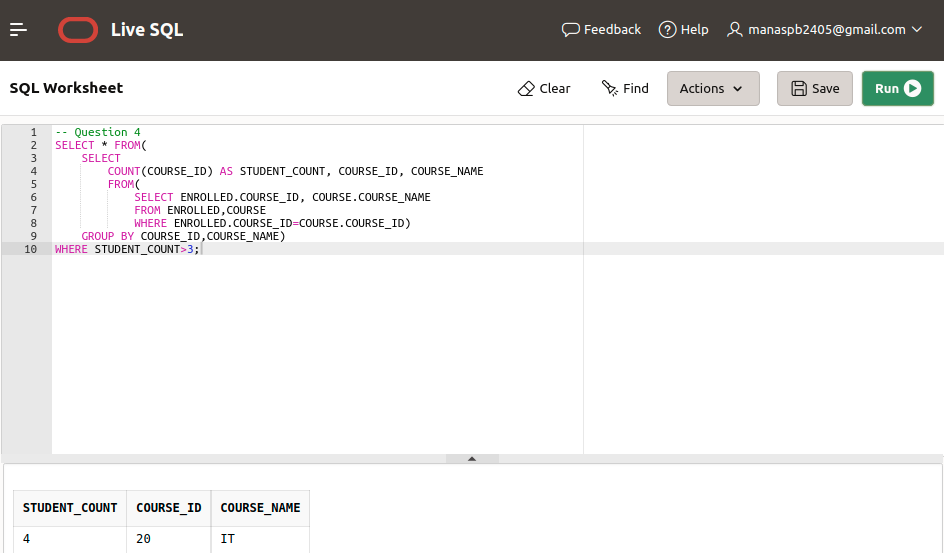 Live SQL Feedback Help manaspb2405@gmail.com
SQL Worksheet Clear Find Actions Save Run
1 -- Question 4
2 SELECT * FROM(
3 SELECT
4 COUNT(COURSE_ID) AS STUDENT_COUNT, COURSE_ID, COURSE_NAME
5 FROM(
6 SELECT ENROLLED.COURSE_ID, COURSE.COURSE_NAME
7 FROM ENROLLED,COURSE
8 WHERE ENROLLED.COURSE_ID=COURSE.COURSE_ID)
9 GROUP BY COURSE_ID,COURSE_NAME)
10 WHERE STUDENT_COUNT>3;
STUDENT_COUNT COURSE_ID COURSE_NAME
4 20 IT